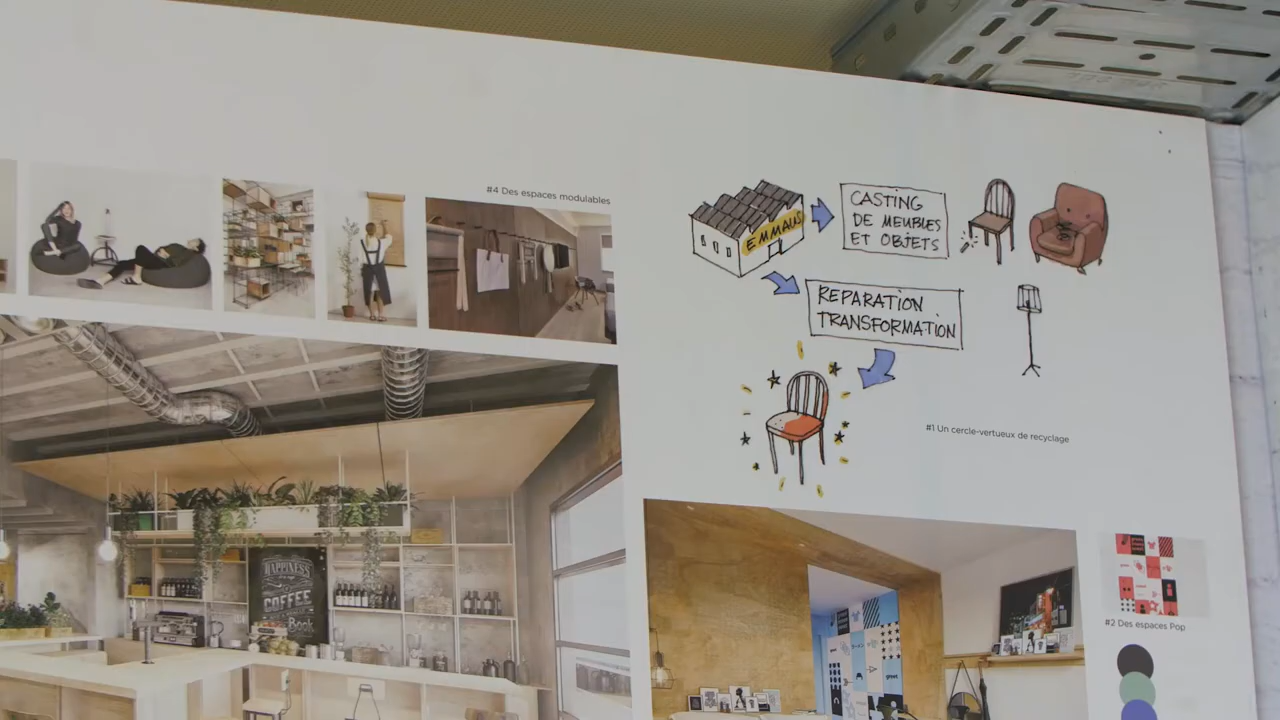 #4 Des espaces modulables
EMMAUS
CASTING
DE MEUBLES
ET OBJETS
REPARATION
TRANSFORMATION
#1 Un cercle-vertueux de recyclage
HAPPINESS
COFFEE
Book
#2 Des espaces Pop
greet